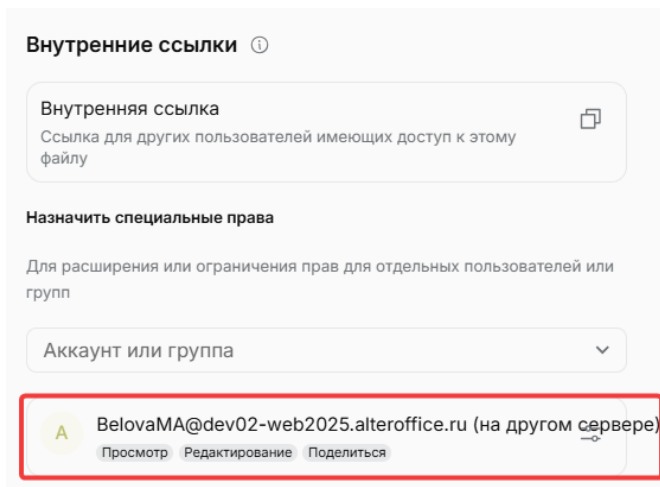 Внутренние ссылки
Внутренняя ссылка
Ссылка для других пользователей имеющих доступ к этому
файлу
Назначить специальные права
Для расширения или ограничения прав для отдельных пользователей или
групп
Аккаунт или группа
A
BelovaMA@dev02-web2025.alteroffice.ru (на другом сервере)
Просмотр Редактирование Поделиться